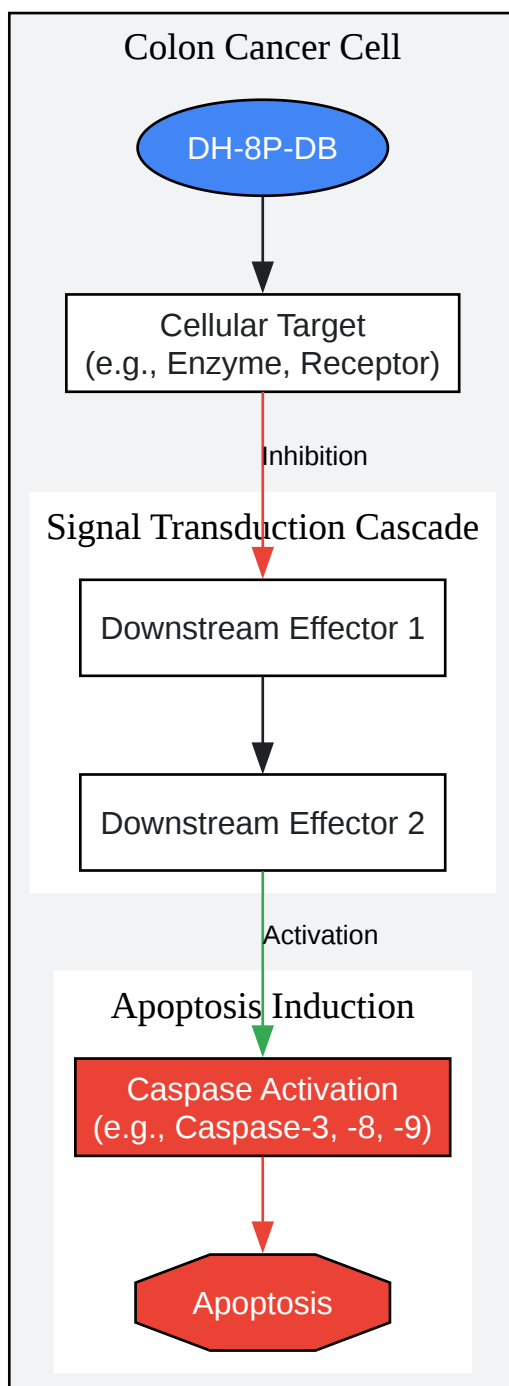 Colon Cancer Cell
DH-8P-DB
Cellular Target
(e.g., Enzyme, Receptor)
Inhibition
Signal Transduction Cascade
Downstream Effector 1
Downstream Effector 2
Activation
Apoptosis Induction
Caspase Activation
(e.g., Caspase-3, -8, -9)
Apoptosis